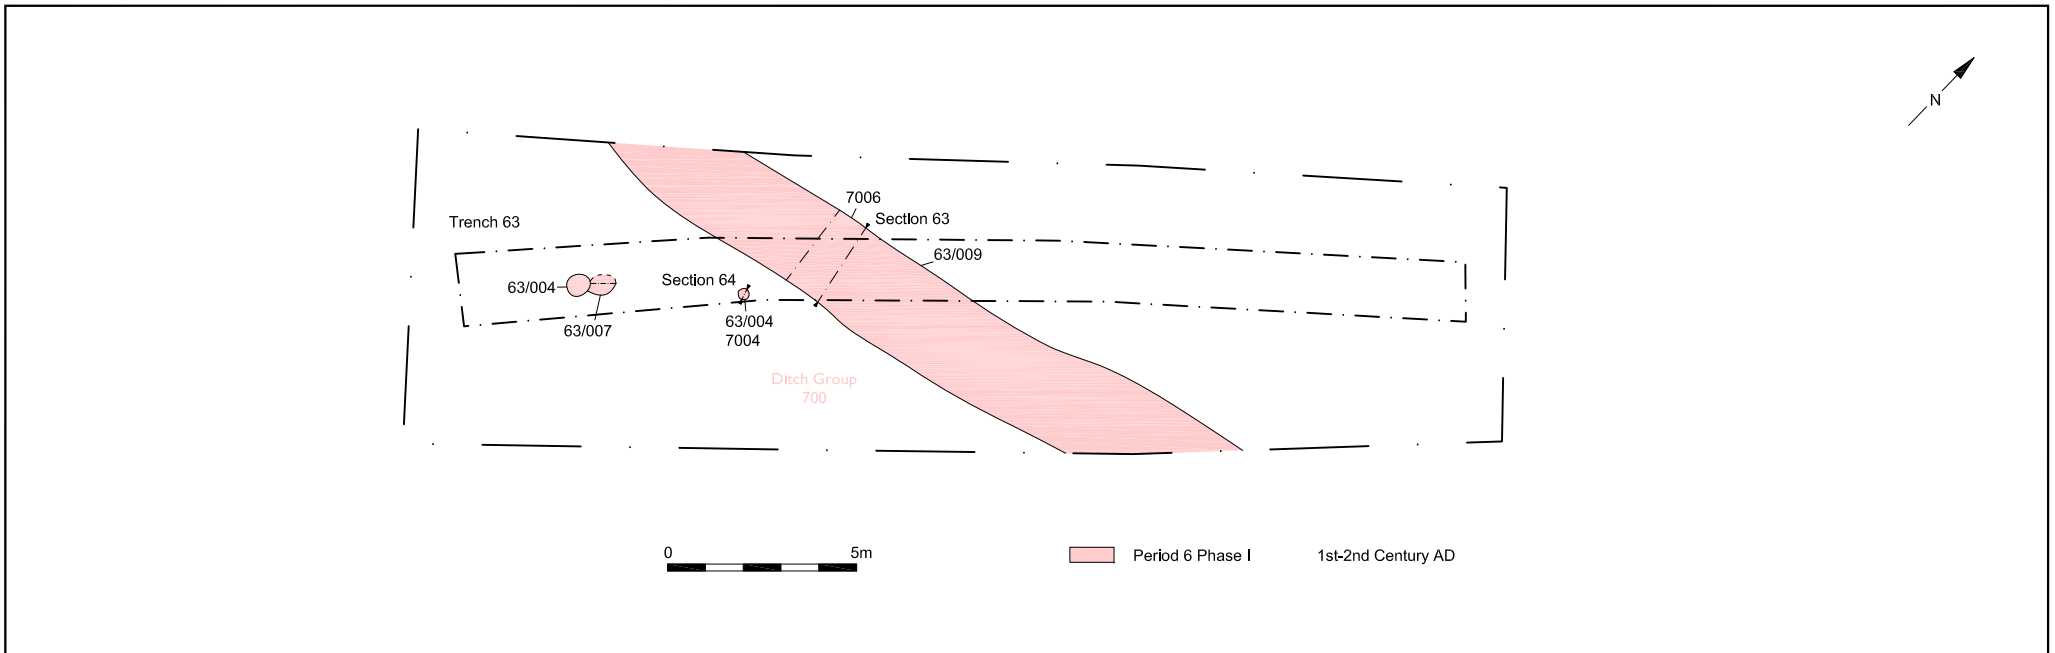 N
7006
Section 63
Trench 63
63/009
Section 64
63/004
63/004
7004
63/007
Ditch Group
700
0 5m
Period 6 Phase I 1st-2nd Century AD